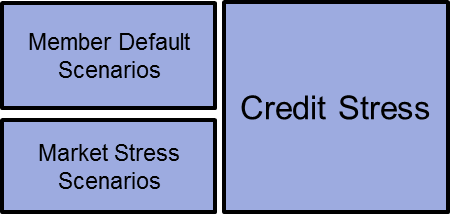 Member Default
Scenarios
Market Stress
Scenarios
Credit Stress